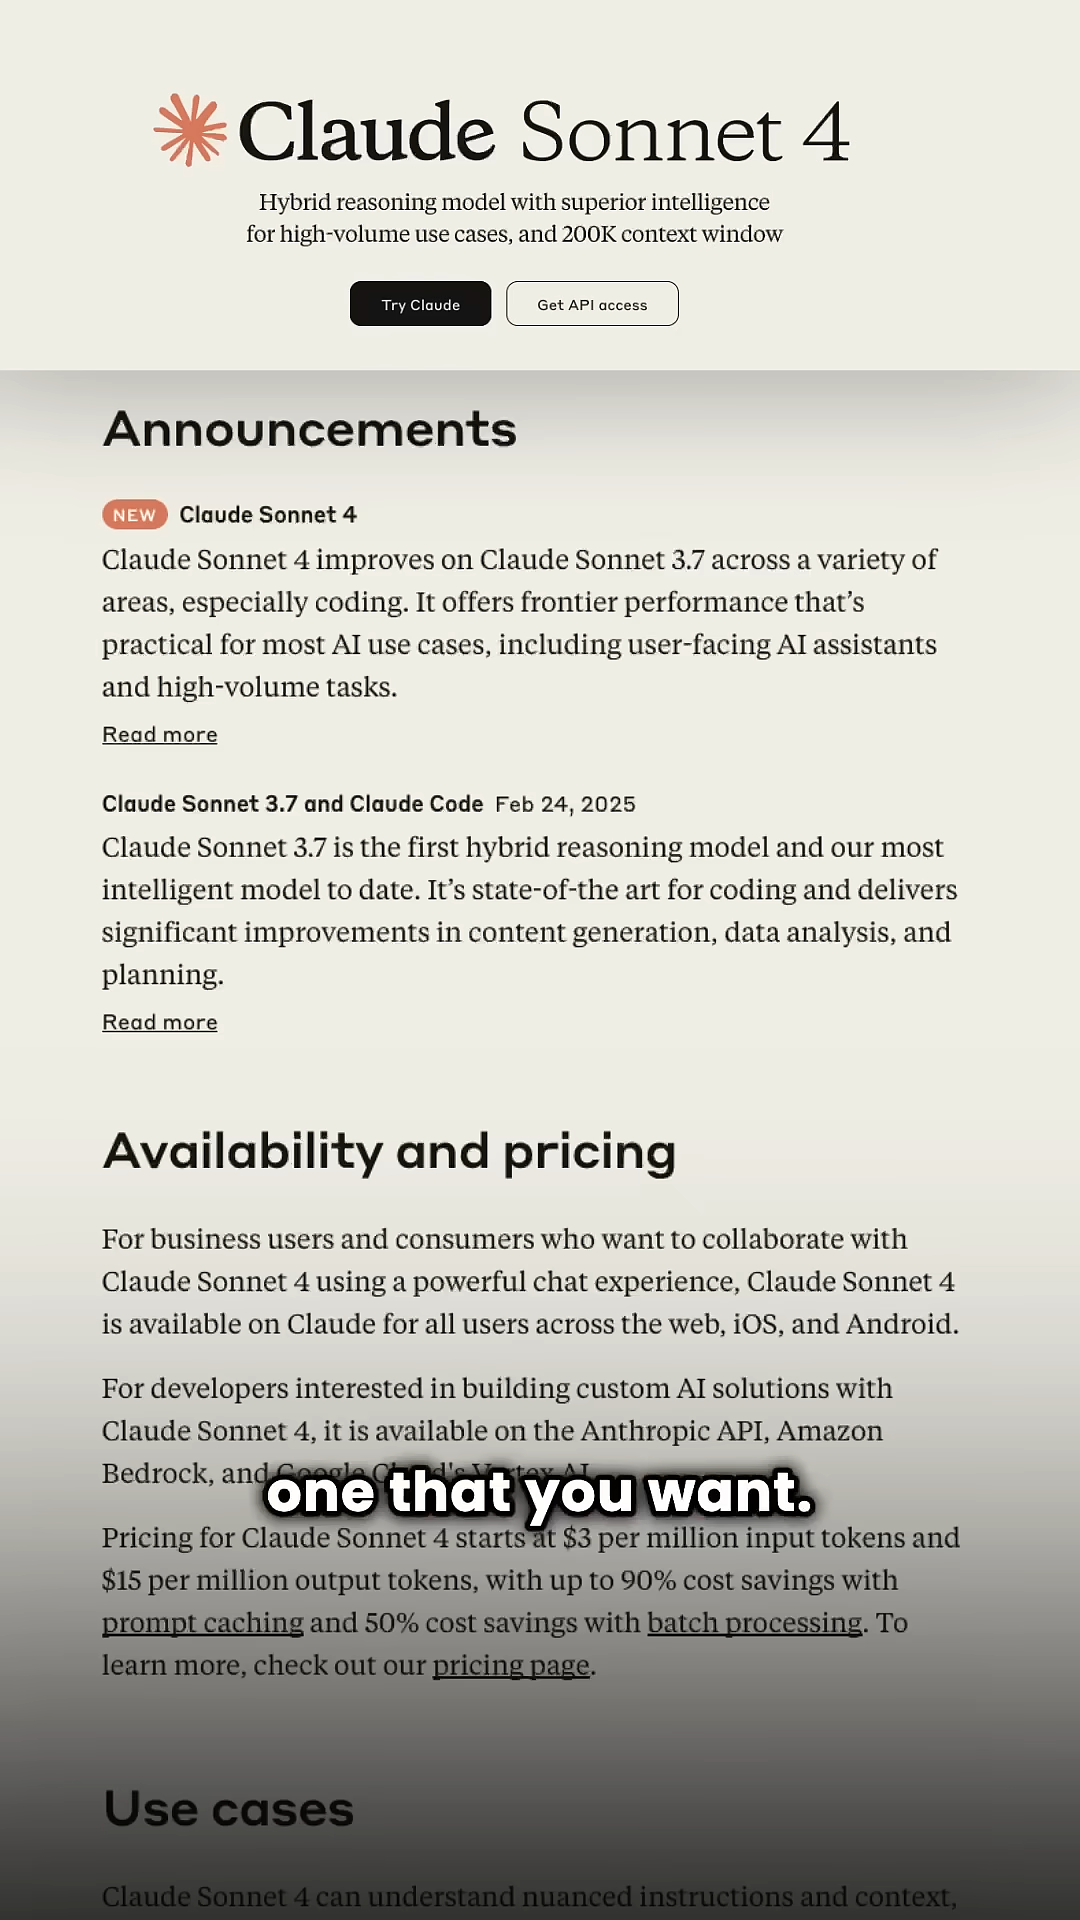 Claude Sonnet 4
Hybrid reasoning model with superior intelligence
for high-volume use cases, and 200K context window
Try Claude
Get API access
Announcements
NEW Claude Sonnet 4
Claude Sonnet 4 improves on Claude Sonnet 3.7 across a variety of
areas, especially coding. It offers frontier performance that’s
practical for most AI use cases, including user-facing AI assistants
and high-volume tasks.
Read more
Claude Sonnet 3.7 and Claude Code Feb 24, 2025
Claude Sonnet 3.7 is the first hybrid reasoning model and our most
intelligent model to date. It’s state-of-the art for coding and delivers
significant improvements in content generation, data analysis, and
planning.
Read more
Availability and pricing
For business users and consumers who want to collaborate with
Claude Sonnet 4 using a powerful chat experience, Claude Sonnet 4
is available on Claude for all users across the web, iOS, and Android.
For developers interested in building custom AI solutions with
Claude Sonnet 4, it is available on the Anthropic API, Amazon
Bedrock, and Google Cloud's Vertex AI
one that you want.
Pricing for Claude Sonnet 4 starts at $3 per million input tokens and
$15 per million output tokens, with up to 90% cost savings with
prompt caching and 50% cost savings with batch processing. To
learn more, check out our pricing page.
Use cases
Claude Sonnet 4 can understand nuanced instructions and context,